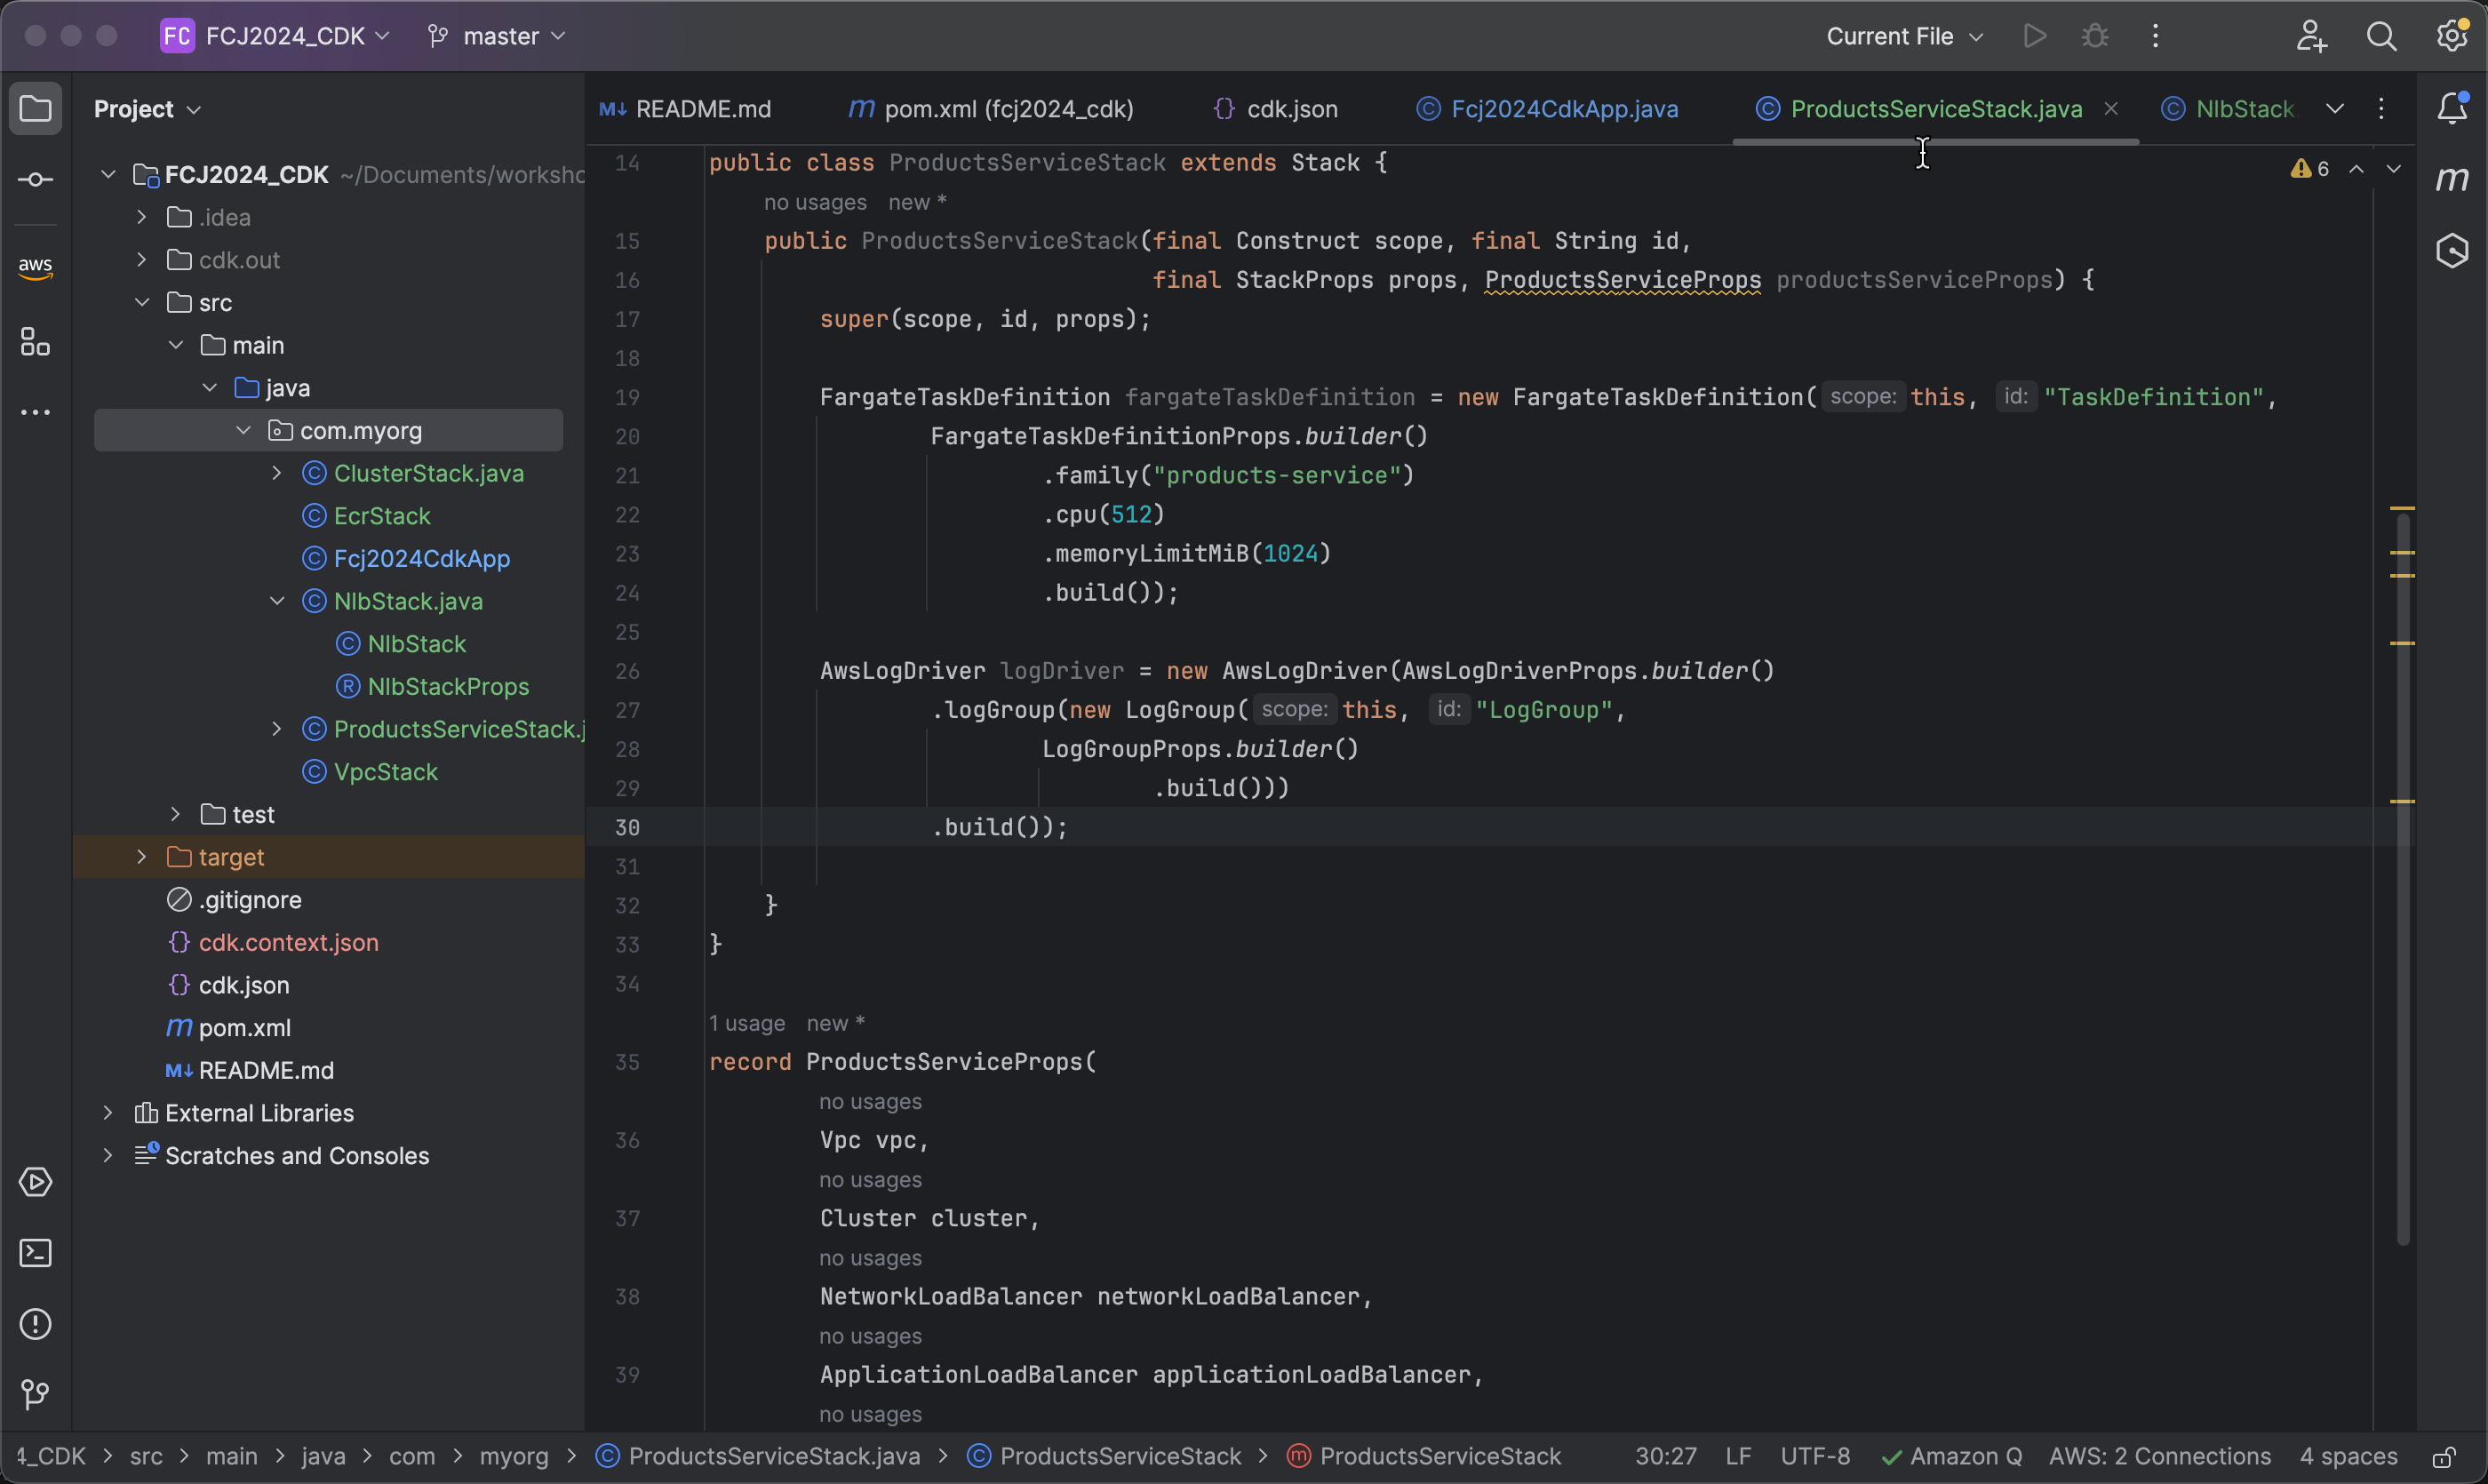 FC FCJ2024_CDK master Current File
Project
README.md pom.xml (fcj2024_cdk) cdk.json Fcj2024CdkApp.java ProductsServiceStack.java NlbStack
FCJ2024_CDK ~/Documents/worksho
.idea
cdk.out
src
main
java
com.myorg
ClusterStack.java
EcrStack
Fcj2024CdkApp
NlbStack.java
NlbStack
NlbStackProps
ProductsServiceStack.j
VpcStack
test
target
.gitignore
cdk.context.json
cdk.json
pom.xml
README.md
External Libraries
Scratches and Consoles
aws
6
14 public class ProductsServiceStack extends Stack {
no usages new *
15 public ProductsServiceStack(final Construct scope, final String id,
16 final StackProps props, ProductsServiceProps productsServiceProps) {
17 super(scope, id, props);
18
19 FargateTaskDefinition fargateTaskDefinition = new FargateTaskDefinition( scope: this, id: "TaskDefinition",
20 FargateTaskDefinitionProps.builder()
21 .family("products-service")
22 .cpu(512)
23 .memoryLimitMiB(1024)
24 .build());
25
26 AwsLogDriver logDriver = new AwsLogDriver(AwsLogDriverProps.builder()
27 .logGroup(new LogGroup( scope: this, id: "LogGroup",
28 LogGroupProps.builder()
29 .build()))
30 .build());
31
32 }
33 }
34
1 usage new *
35 record ProductsServiceProps(
no usages
36 Vpc vpc,
no usages
37 Cluster cluster,
no usages
38 NetworkLoadBalancer networkLoadBalancer,
no usages
39 ApplicationLoadBalancer applicationLoadBalancer,
no usages
4_CDK > src > main > java > com > myorg > ProductsServiceStack.java > ProductsServiceStack > ProductsServiceStack 30:27 LF UTF-8 Amazon Q AWS: 2 Connections 4 spaces